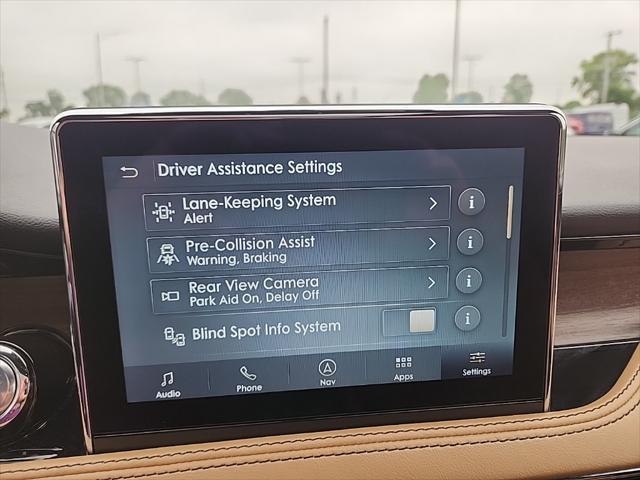 Driver Assistance Settings
Lane-Keeping System
Alert
i
Pre-Collision Assist
Warning, Braking
i
Rear View Camera
Park Aid On, Delay Off
i
Blind Spot Info System
i
Audio
Phone
Nav
Apps
Settings